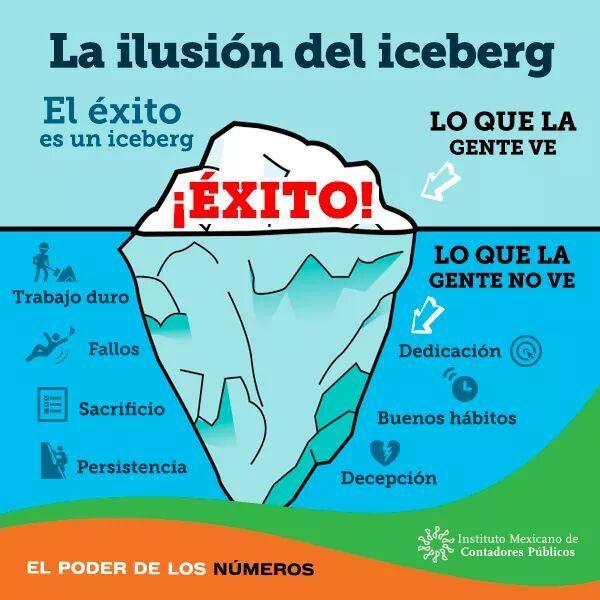 La ilusión del iceberg
El éxito
es un iceberg
LO QUE LA
GENTE VE
¡ÉXITO!
LO QUE LA
GENTE NO VE
Trabajo duro
Fallos
Sacrificio
Persistencia
Dedicación
Buenos hábitos
Decepción
Instituto Mexicano de
Contadores Públicos
EL PODER DE LOS NÚMEROS